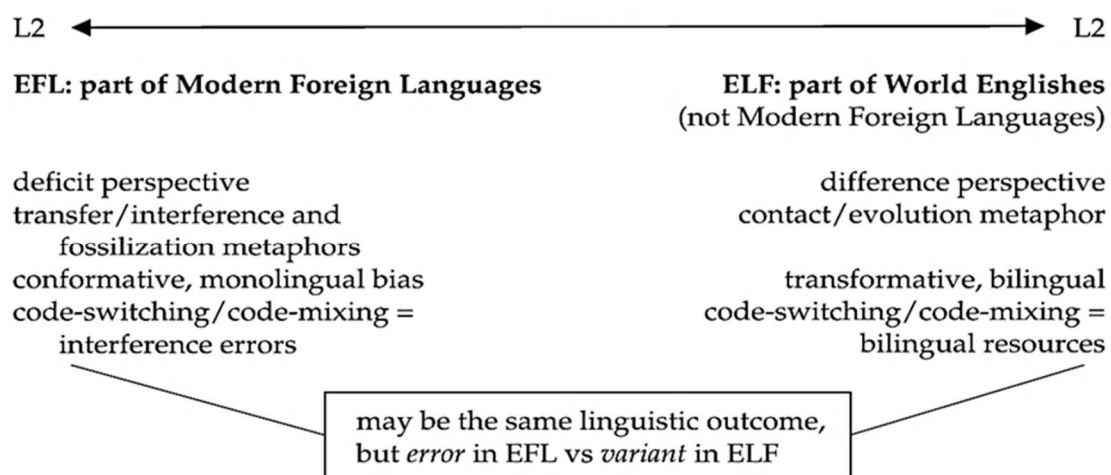 L2 L2
EFL: part of Modern Foreign Languages
ELF: part of World Englishes
(not Modern Foreign Languages)
deficit perspective
transfer/interference and
fossilization metaphors
conformative, monolingual bias
code-switching/code-mixing =
interference errors
difference perspective
contact/evolution metaphor
transformative, bilingual
code-switching/code-mixing =
bilingual resources
may be the same linguistic outcome,
but error in EFL vs variant in ELF